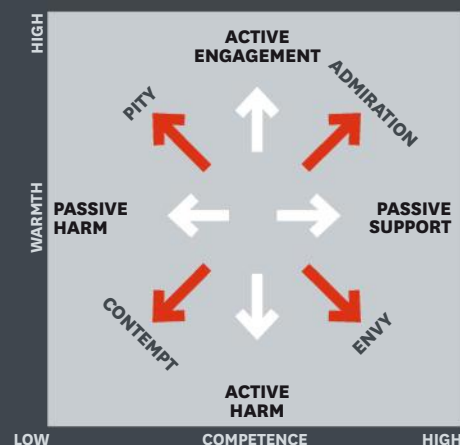 HIGH
ACTIVE
ENGAGEMENT
PITY
ADMIRATION
WARMTH
PASSIVE
HARM
PASSIVE
SUPPORT
CONTEMPT
ENVY
ACTIVE
HARM
LOW
COMPETENCE
HIGH